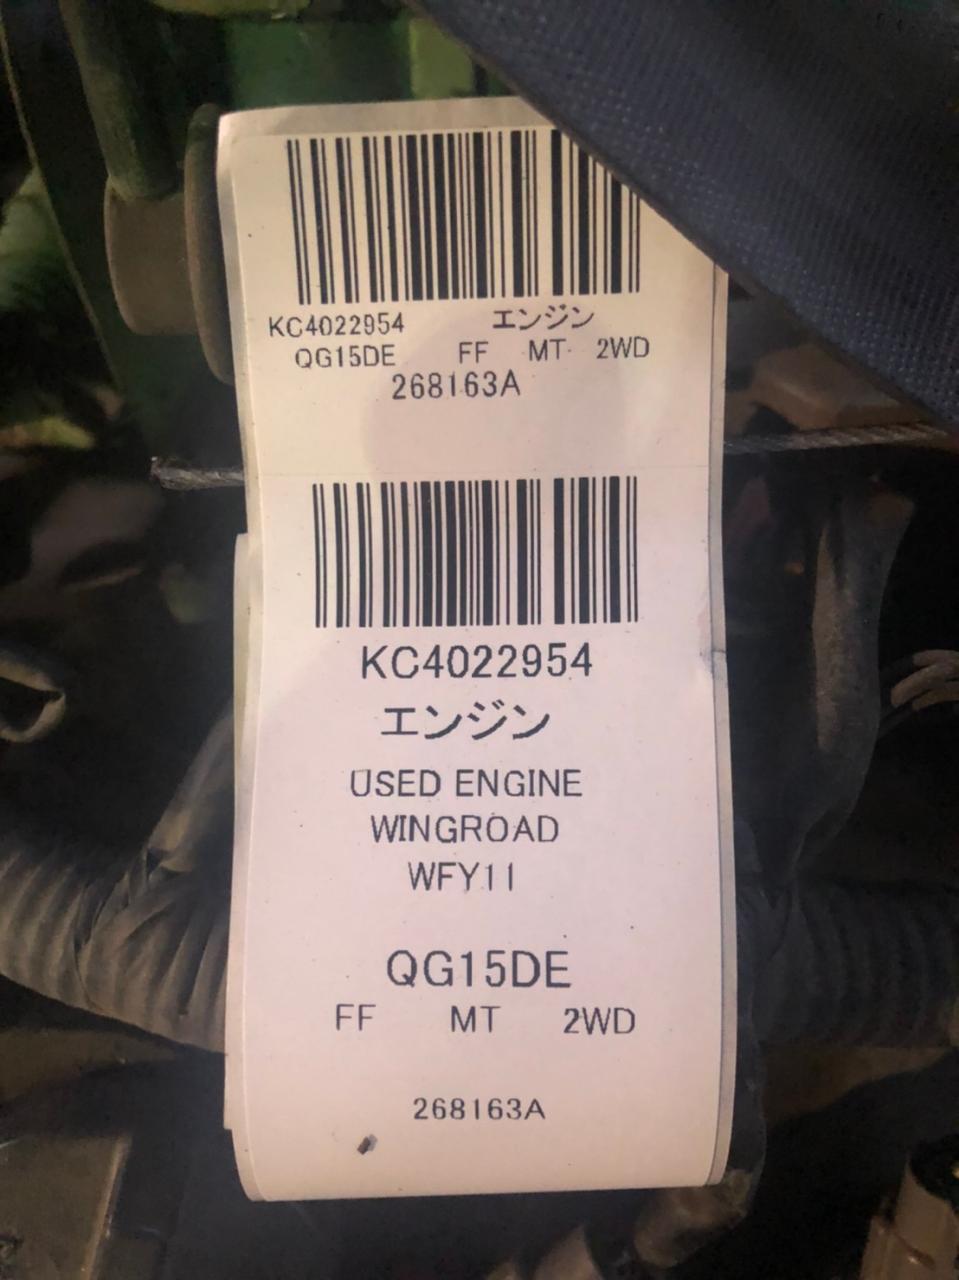 KC4022954 エンジン
QG15DE FF MT 2WD
268163A
KC4022954
エンジン
USED ENGINE
WINGROAD
WFY11
QG15DE
FF MT 2WD
268163A